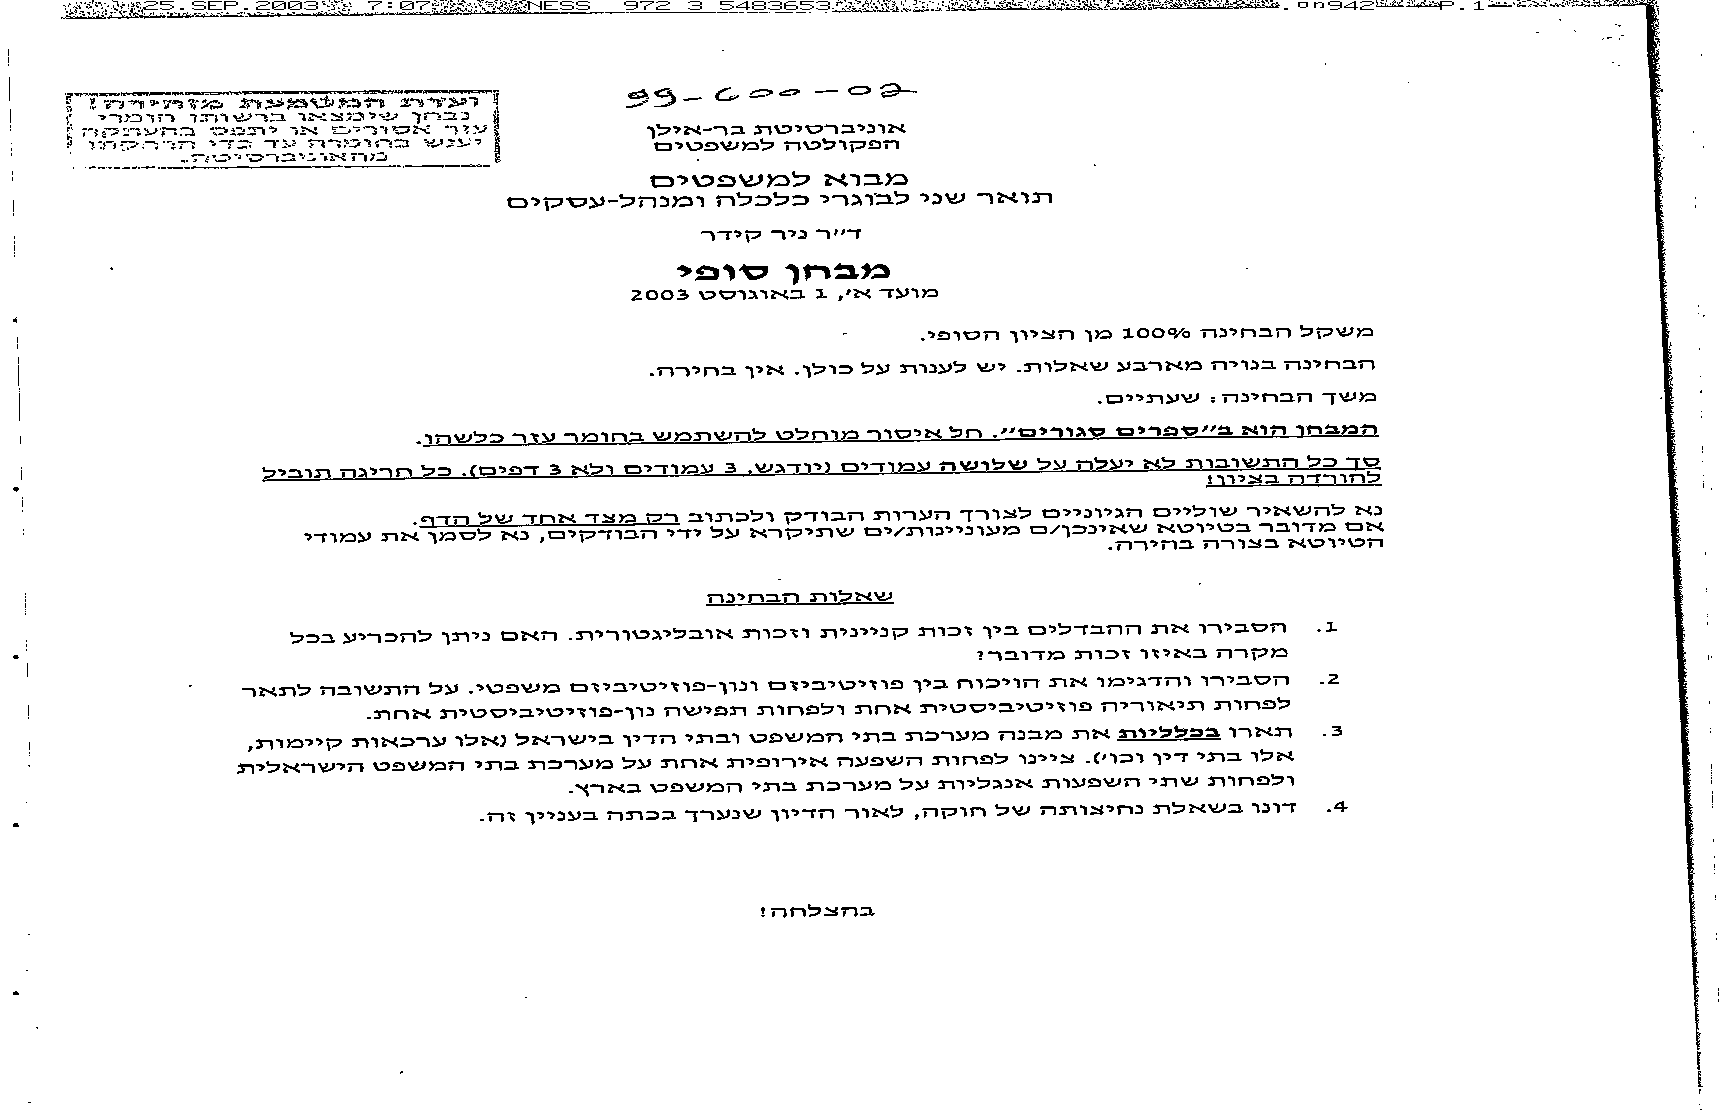 25.SEP.2003 7:07 NESS 972 3 5483653 P.1
ועדת המשמעת מזהירה!
נבחן שימצאו ברשותו חומרי
עזר אסורים או יתפס בהעתקה
יענש בחומרה עד כדי הרחקתו
מהאוניברסיטה.
99-600-02
אוניברסיטת בר-אילן
הפקולטה למשפטים
מבוא למשפטים
תואר שני לבוגרי כלכלה ומנהל-עסקים
ד״ר ניר קידר
מבחן סופי
מועד א׳, 1 באוגוסט 2003
משקל הבחינה 100% מן הציון הסופי.
הבחינה בנויה מארבע שאלות. יש לענות על כולן. אין בחירה.
משך הבחינה: שעתיים.
המבחן הוא ב״ספרים סגורים״. חל איסור מוחלט להשתמש בחומר עזר כלשהו.
סך כל התשובות לא יעלה על שלושה עמודים (יודגש, 3 עמודים ולא 3 דפים). כל חריגה תוביל
להורדה בציון!
נא להשאיר שוליים הגיוניים לצורך הערות הבודק ולכתוב רק מצד אחד של הדף.
אם מדובר בטיוטא שאינכן/ם מעוניינות/ים שתיקרא על ידי הבודקים, נא לסמן את עמודי
הטיוטא בצורה בהירה.
שאלות הבחינה
1. הסבירו את ההבדלים בין זכות קניינית וזכות אובליגטורית. האם ניתן להכריע בכל
מקרה באיזו זכות מדובר?
2. הסבירו והדגימו את הויכוח בין פוזיטיביזם ונון-פוזיטיביזם משפטי. על התשובה לתאר
לפחות תיאוריה פוזיטיביסטית אחת ולפחות תפישה נון-פוזיטיביסטית אחת.
3. תארו בכלליות את מבנה מערכת בתי המשפט ובתי הדין בישראל (אלו ערכאות קיימות,
אלו בתי דין וכו׳). ציינו לפחות השפעה אירופית אחת על מערכת בתי המשפט הישראלית
ולפחות שתי השפעות אנגליות על מערכת בתי המשפט בארץ.
4. דונו בשאלת נחיצותה של חוקה, לאור הדיון שנערך בכתה בעניין זה.
בהצלחה!